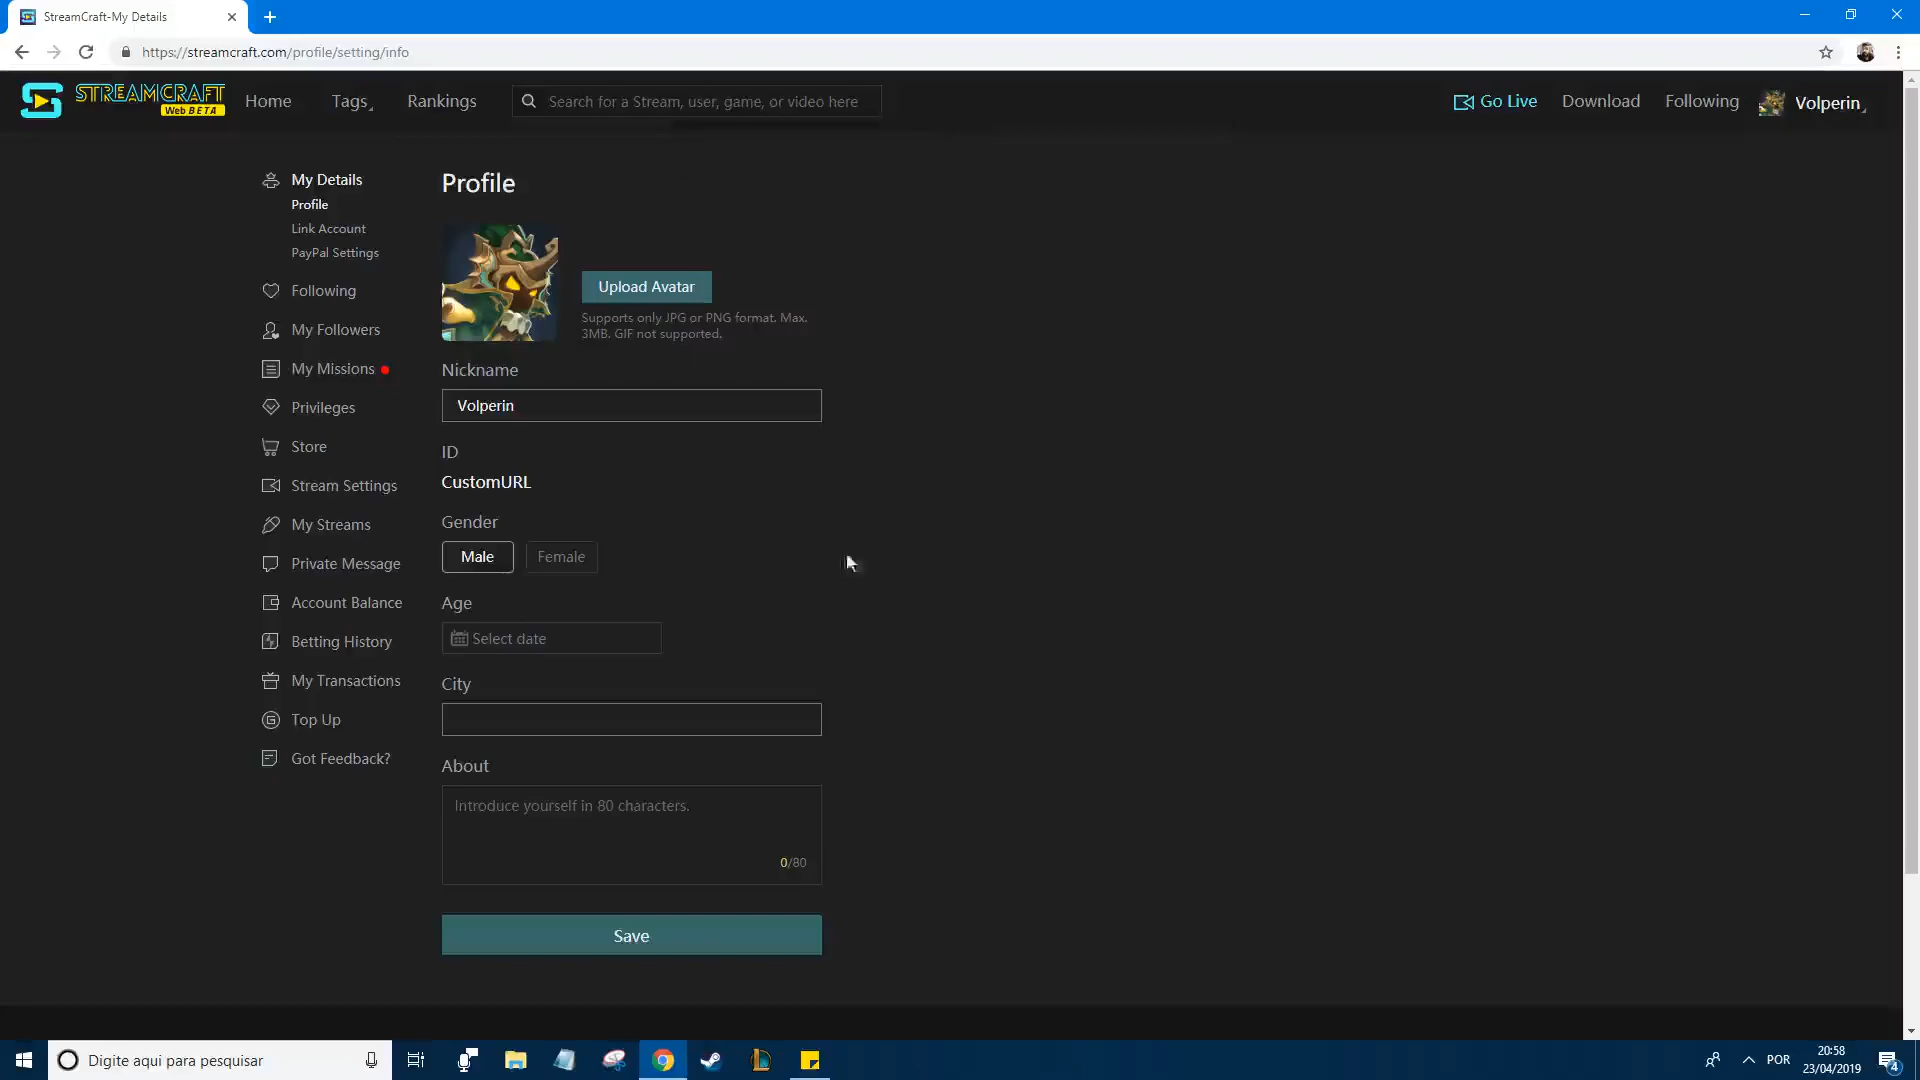 StreamCraft-My Details
https://streamcraft.com/profile/setting/info
STREAMCRAFT
Web BETA
Home
Tags
Rankings
Search for a Stream, user, game, or video here
Go Live
Download
Following
Volperin
My Details
Profile
Link Account
PayPal Settings
Following
My Followers
My Missions
Privileges
Store
Stream Settings
My Streams
Private Message
Account Balance
Betting History
My Transactions
Top Up
Got Feedback?
Profile
Upload Avatar
Supports only JPG or PNG format. Max.
3MB. GIF not supported.
Nickname
Volperin
ID
CustomURL
Gender
Male
Female
Age
Select date
City
About
Introduce yourself in 80 characters.
0/80
Save
Digite aqui para pesquisar
POR
20:58
23/04/2019
4